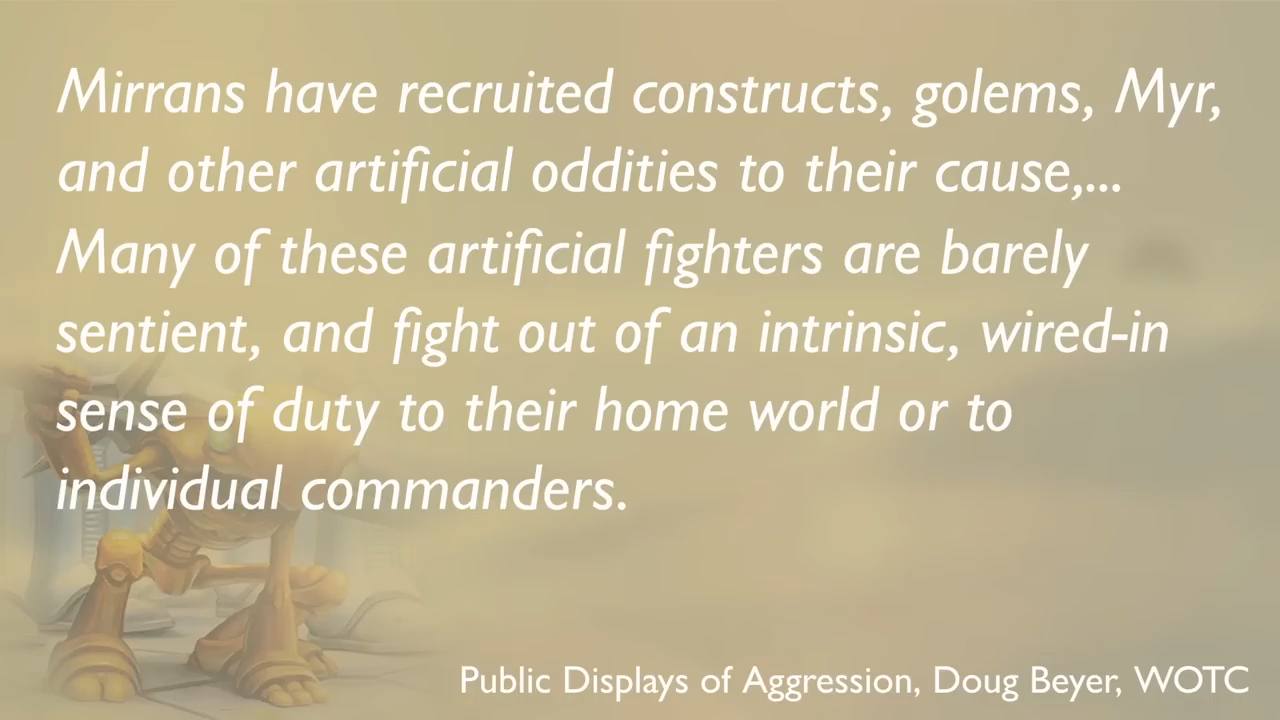 Mirrans have recruited constructs, golems, Myr,
and other artificial oddities to their cause,...
Many of these artificial fighters are barely
sentient, and fight out of an intrinsic, wired-in
sense of duty to their home world or to
individual commanders.
Public Displays of Aggression, Doug Beyer, WOTC